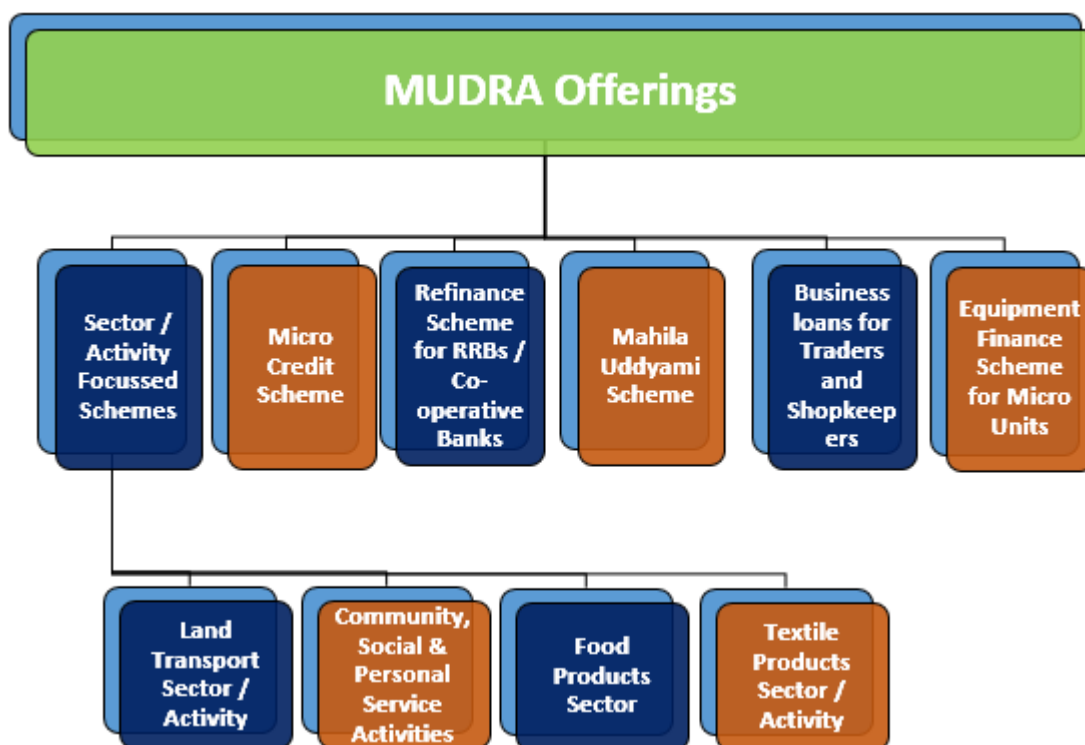 MUDRA Offerings
Sector /
Activity
Focussed
Schemes
Micro
Credit
Scheme
Refinance
Scheme
for RRBs /
Co-
operative
Banks
Mahila
Uddyami
Scheme
Business
loans for
Traders
and
Shopkeep
ers
Equipment
Finance
Scheme
for Micro
Units
Land
Transport
Sector /
Activity
Community,
Social &
Personal
Service
Activities
Food
Products
Sector
Textile
Products
Sector /
Activity